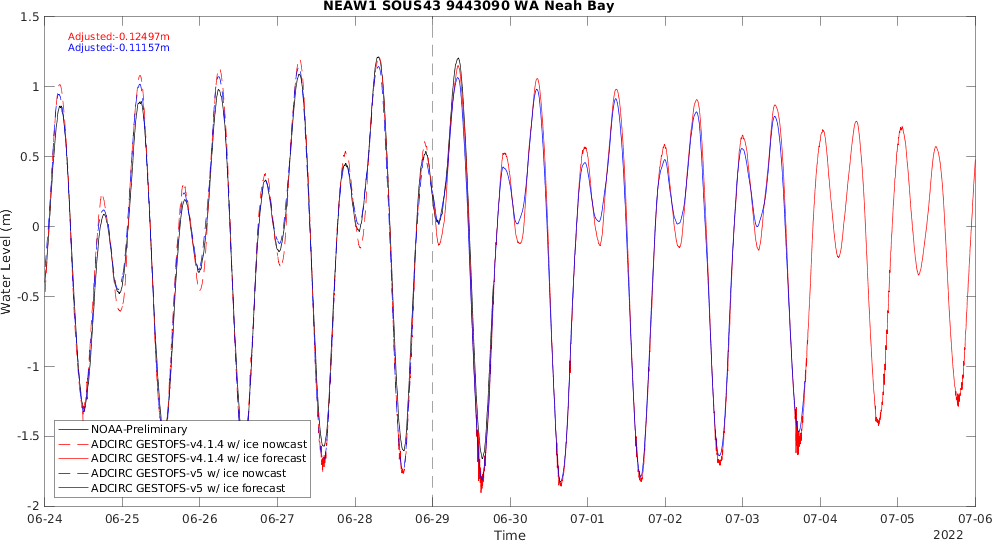 NEAW1 SOUS43 9443090 WA Neah Bay
Adjusted:-0.12497m
Adjusted:-0.11157m
1.5
1
0.5
0
-0.5
-1
-1.5
-2
Water Level (m)
NOAA-Preliminary
ADCIRC GESTOFS-v4.1.4 w/ ice nowcast
ADCIRC GESTOFS-v4.1.4 w/ ice forecast
ADCIRC GESTOFS-v5 w/ ice nowcast
ADCIRC GESTOFS-v5 w/ ice forecast
06-24 06-25 06-26 06-27 06-28 06-29 06-30 07-01 07-02 07-03 07-04 07-05 07-06
Time
2022